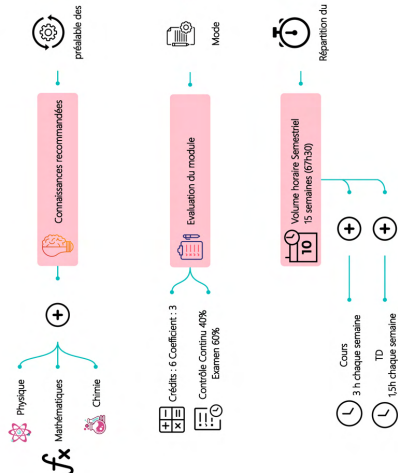 préalable des
Connaissances recommandées
Physique
Mathématiques
Chimie
fx
Mode
Evaluation du module
Crédits : 6 Coefficient : 3
Contrôle Continu 40%
Examen 60%
Répartition du
Volume horaire Semestriel
15 semaines (67h30)
10
Cours
3 h chaque semaine
TD
1,5h chaque semaine